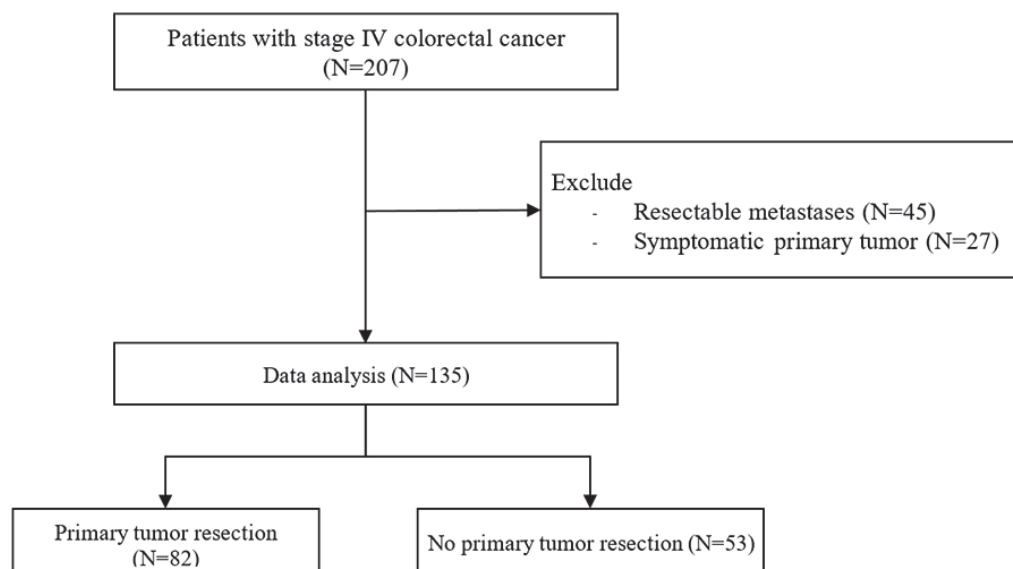 Patients with stage IV colorectal cancer
(N=207)
Exclude
- Resectable metastases (N=45)
- Symptomatic primary tumor (N=27)
Data analysis (N=135)
Primary tumor resection
(N=82)
No primary tumor resection (N=53)